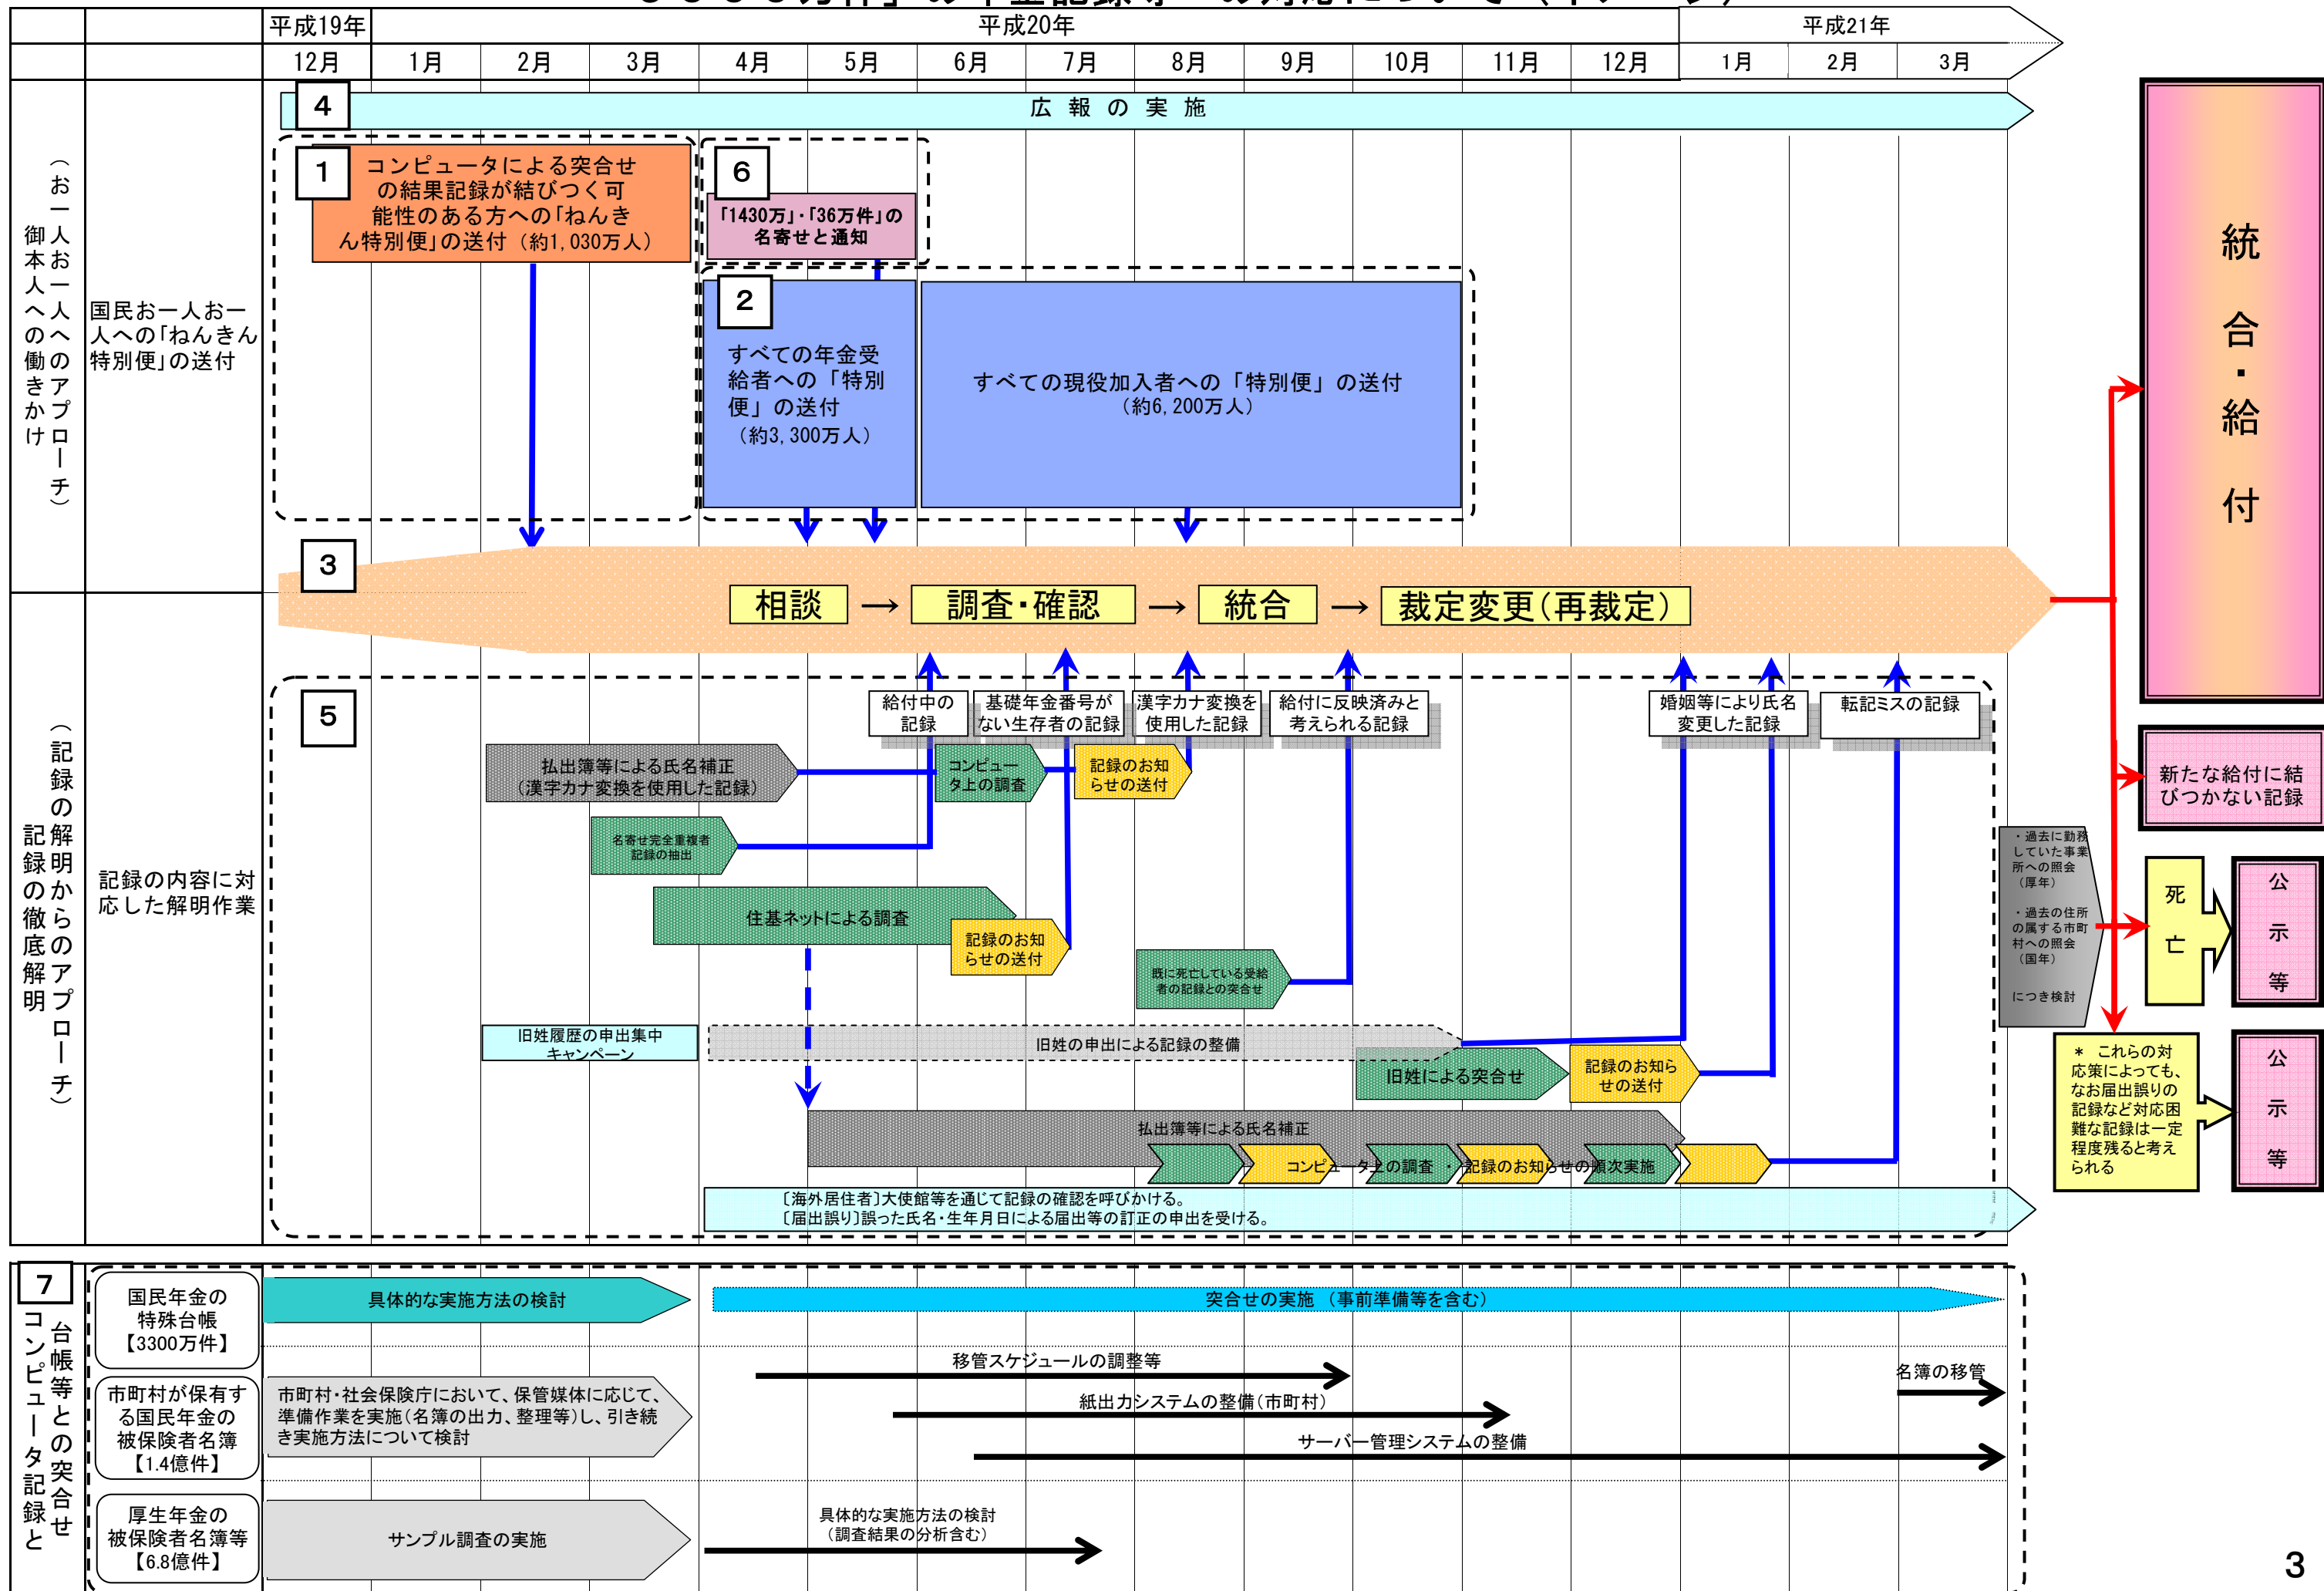 平成19年
平成20年
平成21年
12月
1月
2月
3月
4月
5月
6月
7月
8月
9月
10月
11月
12月
1月
2月
3月
御本人への働きかけ
（お一人お一人へのアプローチ）
国民お一人お一
人への「ねんきん
特別便」の送付
4
広報の実施
1
コンピュータによる突合せ
の結果記録が結びつく可
能性のある方への「ねんき
ん特別便」の送付（約1,030万人）
6
「1430万」・「36万件」の
名寄せと通知
2
すべての年金受
給者への「特別
便」の送付
（約3,300万人）
すべての現役加入者への「特別便」の送付
（約6,200万人）
3
相談
→
調査・確認
→
統合
→
裁定変更（再裁定）
記録の徹底解明
（記録の解明からのアプローチ）
記録の内容に対
応した解明作業
5
給付中の
記録
基礎年金番号が
ない生存者の記録
漢字カナ変換を
使用した記録
給付に反映済みと
考えられる記録
婚姻等により氏名
変更した記録
転記ミスの記録
払出簿等による氏名補正
（漢字カナ変換を使用した記録）
コンピュー
タ上の調査
記録のお知
らせの送付
名寄せ完全重複者
記録の抽出
住基ネットによる調査
記録のお知
らせの送付
既に死亡している受給
者の記録との突合せ
旧姓履歴の申出集中
キャンペーン
旧姓の申出による記録の整備
旧姓による突合せ
記録のお知ら
せの送付
払出簿等による氏名補正
コンピュータ上の調査・記録のお知らせの順次実施
〔海外居住者〕大使館等を通じて記録の確認を呼びかける。
〔届出誤り〕誤った氏名・生年月日による届出等の訂正の申出を受ける。
統合・給付
新たな給付に結
びつかない記録
・過去に勤務
していた事業
所への照会
（厚年）
・過去の住所
の属する市町
村への照会
（国年）
につき検討
死亡
公示等
＊ これらの対
応策によっても、
なお届出誤りの
記録など対応困
難な記録は一定
程度残ると考え
られる
公示等
7
コンピュータ記録と
台帳等との突合せ
国民年金の
特殊台帳
【3300万件】
具体的な実施方法の検討
突合せの実施（事前準備等を含む）
市町村が保有す
る国民年金の
被保険者名簿
【1.4億件】
市町村・社会保険庁において、保管媒体に応じて、
準備作業を実施（名簿の出力、整理等）し、引き続
き実施方法について検討
移管スケジュールの調整等
紙出力システムの整備（市町村）
サーバー管理システムの整備
名簿の移管
厚生年金の
被保険者名簿等
【6.8億件】
サンプル調査の実施
具体的な実施方法の検討
（調査結果の分析含む）
3